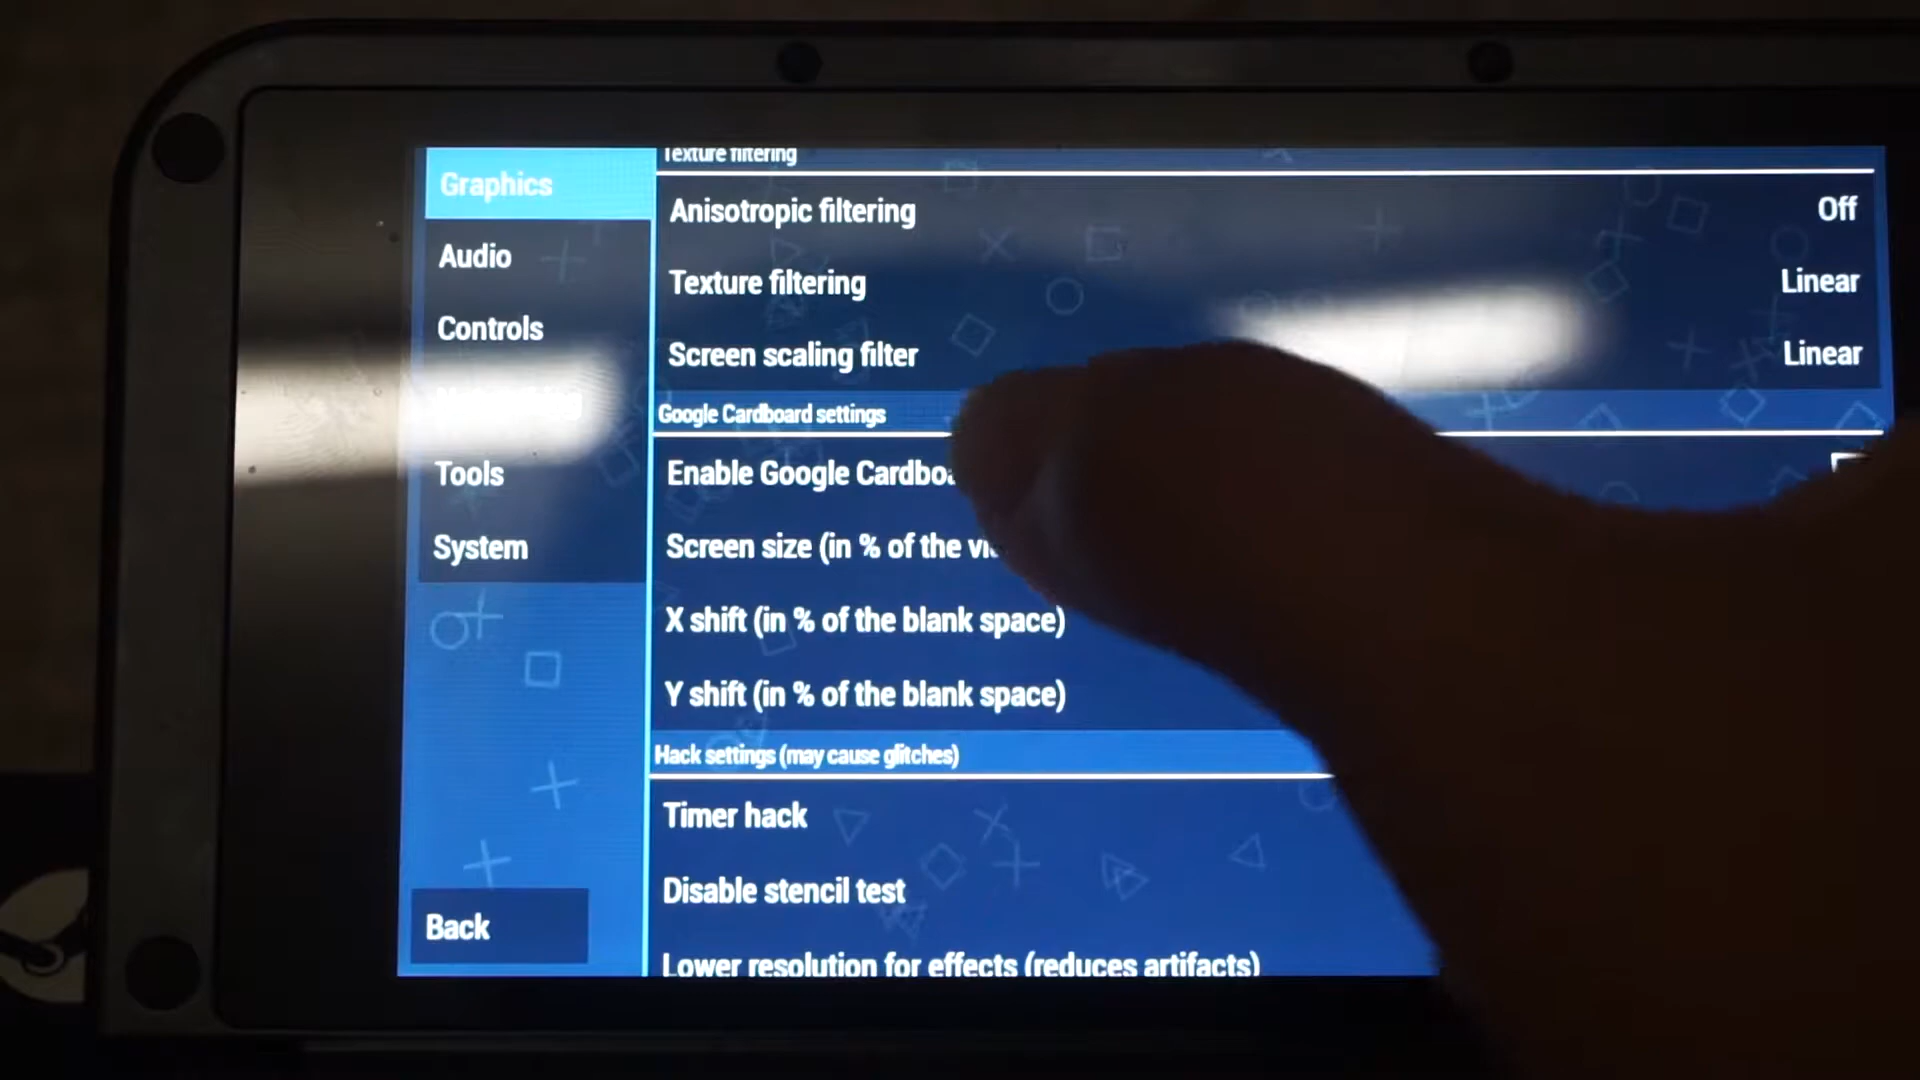 Graphics
Audio
Controls
Tools
System
Back
Texture filtering
Anisotropic filtering
Off
Texture filtering
Linear
Screen scaling filter
Linear
Google Cardboard settings
Enable Google
Screen size (in % of the
X shift (in % of the blank space)
Y shift (in % of the blank space)
Hack settings (may cause glitches)
Timer hack
Disable stencil test
Lower resolution for effects (reduces artifacts)